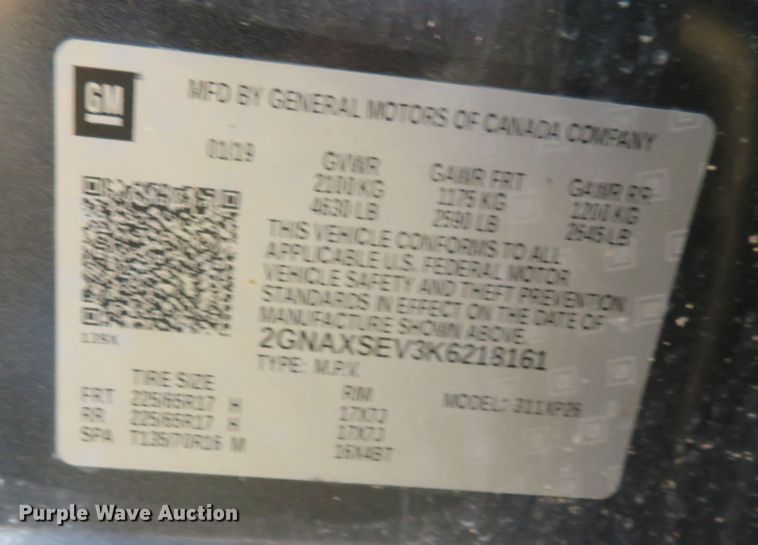 GM
MFD BY GENERAL MOTORS OF CANADA COMPANY
01/19
GVWR GAWR FRT GAWR RR
2100 KG 1175 KG 1200 KG
4630 LB 2590 LB 2645 LB
THIS VEHICLE CONFORMS TO ALL
APPLICABLE U.S. FEDERAL MOTOR
VEHICLE SAFETY AND THEFT PREVENTION
STANDARDS IN EFFECT ON THE DATE OF
MANUFACTURE SHOWN ABOVE.
2GNAXSEV3K6218161
TYPE: M.P.V. MODEL: 311XP26
TIRE SIZE RIM
FRT 225/65R17 H 17X7J
RR 225/65R17 H 17X7J
SPA T135/70R16 M 16X4BT
Purple Wave Auction